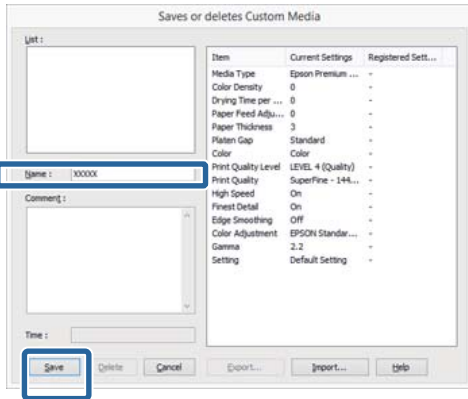 Saves or deletes Custom Media
List :
Item Current Settings Registered Sett...
Media Type Epson Premium ... -
Color Density 0 -
Drying Time per ... 0 -
Paper Feed Adju... 0 -
Paper Thickness 3 -
Platen Gap Standard -
Color Color -
Print Quality Level LEVEL 4 (Quality) -
Print Quality SuperFine - 144... -
High Speed On -
Finest Detail On -
Edge Smoothing Off -
Color Adjustment EPSON Standar... -
Gamma 2.2 -
Setting Default Setting -
Name : XXXXX
Comment :
Time :
Save Delete Cancel Export... Import... Help